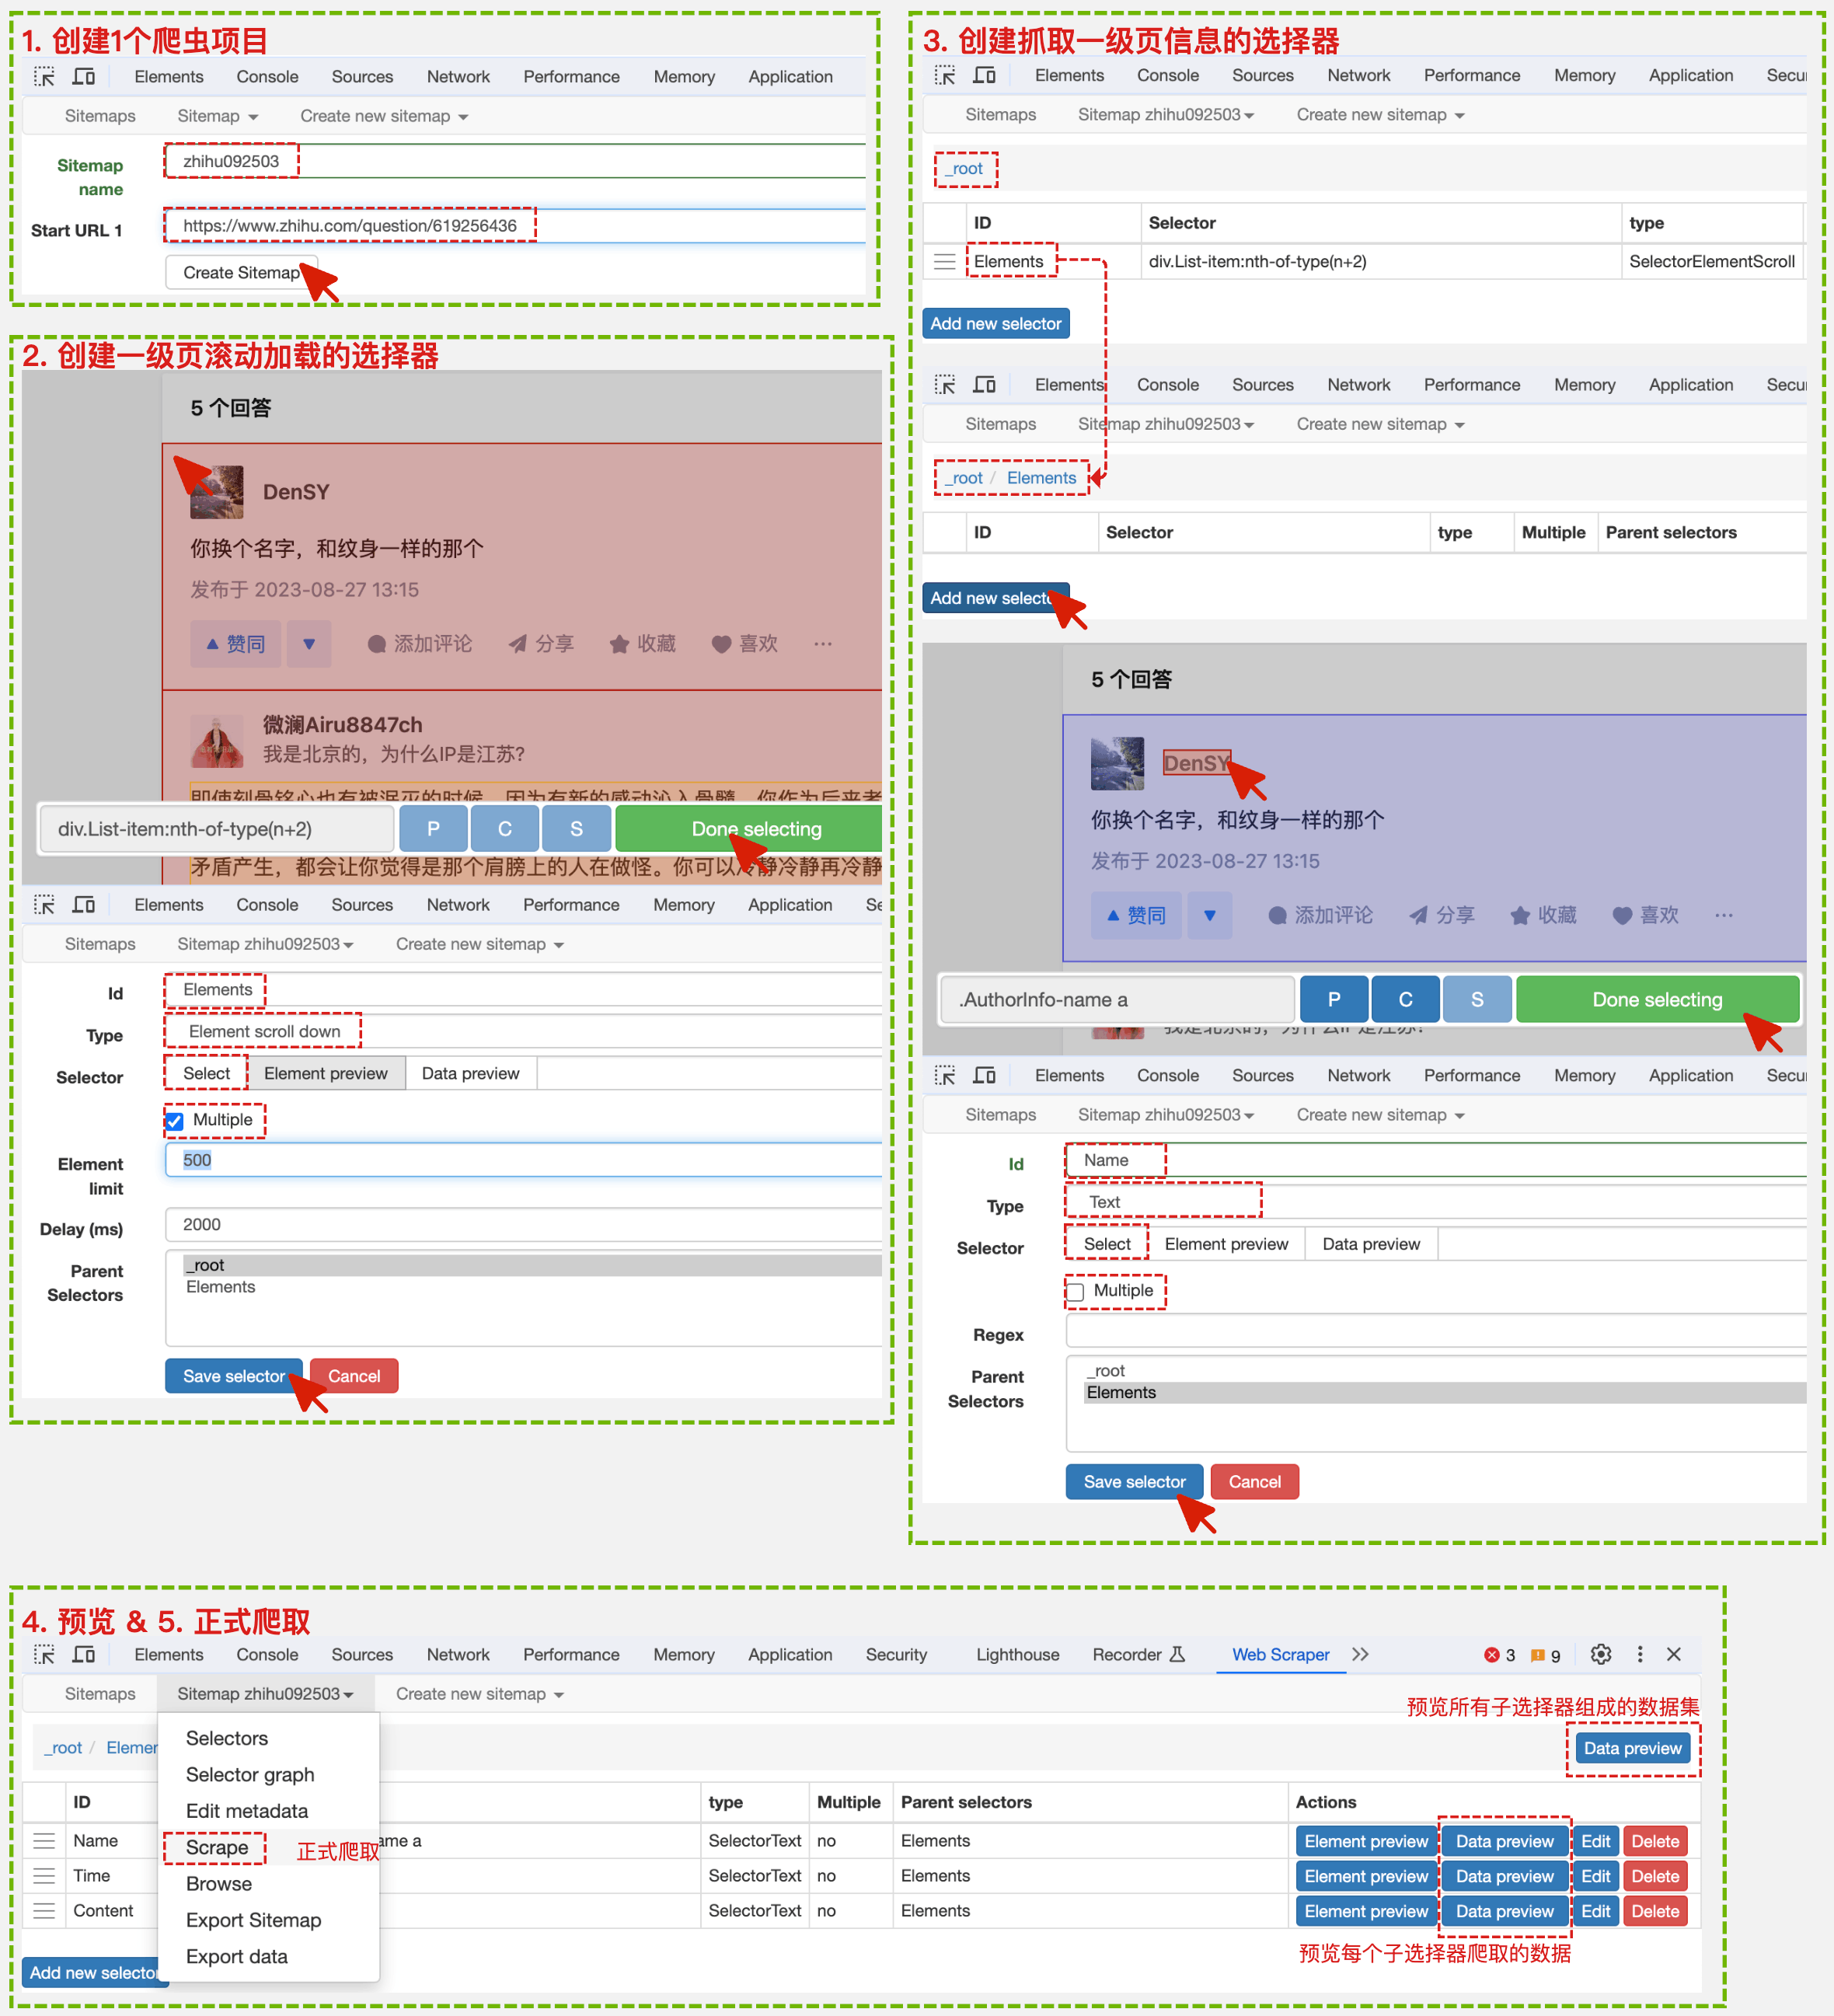 1. 创建1个爬虫项目
Elements Console Sources Network Performance Memory Application
Sitemaps Sitemap Create new sitemap
Sitemap name zhihu092503
Start URL 1 https://www.zhihu.com/question/619256436
Create Sitemap
2. 创建一级页滚动加载的选择器
5 个回答
DenSY
你换个名字，和纹身一样的那个
发布于 2023-08-27 13:15
赞同 添加评论 分享 收藏 喜欢 ···
微澜Airu8847ch
我是北京的，为什么IP是江苏?
div.List-item:nth-of-type(n+2) P C S Done selecting
矛盾产生，都会让你觉得是那个肩膀上的人在做怪。你可以冷静冷静再冷静
Elements Console Sources Network Performance Memory Application Se
Sitemaps Sitemap zhihu092503 Create new sitemap
Id Elements
Type Element scroll down
Selector Select Element preview Data preview
Multiple
Element limit 500
Delay (ms) 2000
Parent Selectors _root
Elements
Save selector Cancel
3. 创建抓取一级页信息的选择器
Elements Console Sources Network Performance Memory Application Secu
Sitemaps Sitemap zhihu092503 Create new sitemap
_root
ID Selector type
Elements div.List-item:nth-of-type(n+2) SelectorElementScroll
Add new selector
Elements Console Sources Network Performance Memory Application Secu
Sitemaps Sitemap zhihu092503 Create new sitemap
_root / Elements
ID Selector type Multiple Parent selectors
Add new selecto
5 个回答
DenSY
你换个名字，和纹身一样的那个
发布于 2023-08-27 13:15
赞同 添加评论 分享 收藏 喜欢 ···
.AuthorInfo-name a P C S Done selecting
Elements Console Sources Network Performance Memory Application Secu
Sitemaps Sitemap zhihu092503 Create new sitemap
Id Name
Type Text
Selector Select Element preview Data preview
Multiple
Regex
Parent Selectors _root
Elements
Save selector Cancel
4. 预览 & 5. 正式爬取
Elements Console Sources Network Performance Memory Application Security Lighthouse Recorder Web Scraper 3 9
Sitemaps Sitemap zhihu092503 Create new sitemap
预览所有子选择器组成的数据集
_root / Elemen Data preview
Selectors
Selector graph
Edit metadata
Scrape 正式爬取
Browse
Export Sitemap
Export data
ID type Multiple Parent selectors Actions
Name ame a SelectorText no Elements Element preview Data preview Edit Delete
Time SelectorText no Elements Element preview Data preview Edit Delete
Content SelectorText no Elements Element preview Data preview Edit Delete
预览每个子选择器爬取的数据
Add new selector